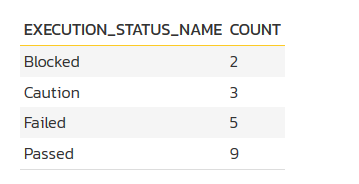 EXECUTION_STATUS_NAME COUNT
Blocked 2
Caution 3
Failed 5
Passed 9